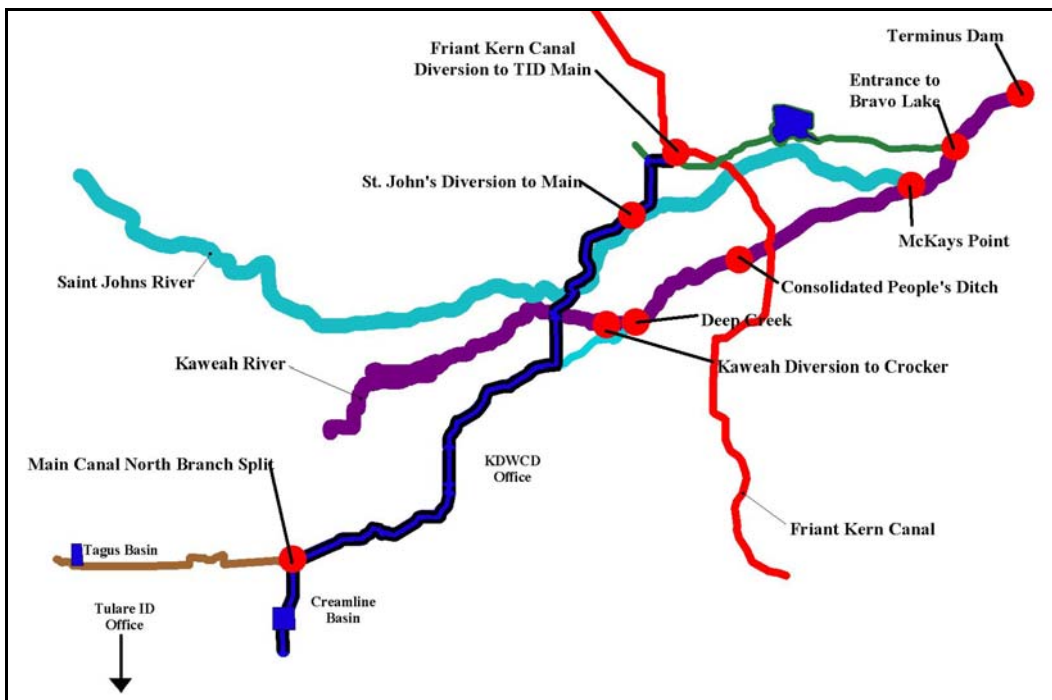 Terminus Dam
Friant Kern Canal
Diversion to TID Main
Entrance to
Bravo Lake
St. John's Diversion to Main
McKays Point
Saint Johns River
Consolidated People's Ditch
Deep Creek
Kaweah River
Kaweah Diversion to Crocker
Main Canal North Branch Split
KDWCD
Office
Friant Kern Canal
Tagus Basin
Creamline
Basin
Tulare ID
Office